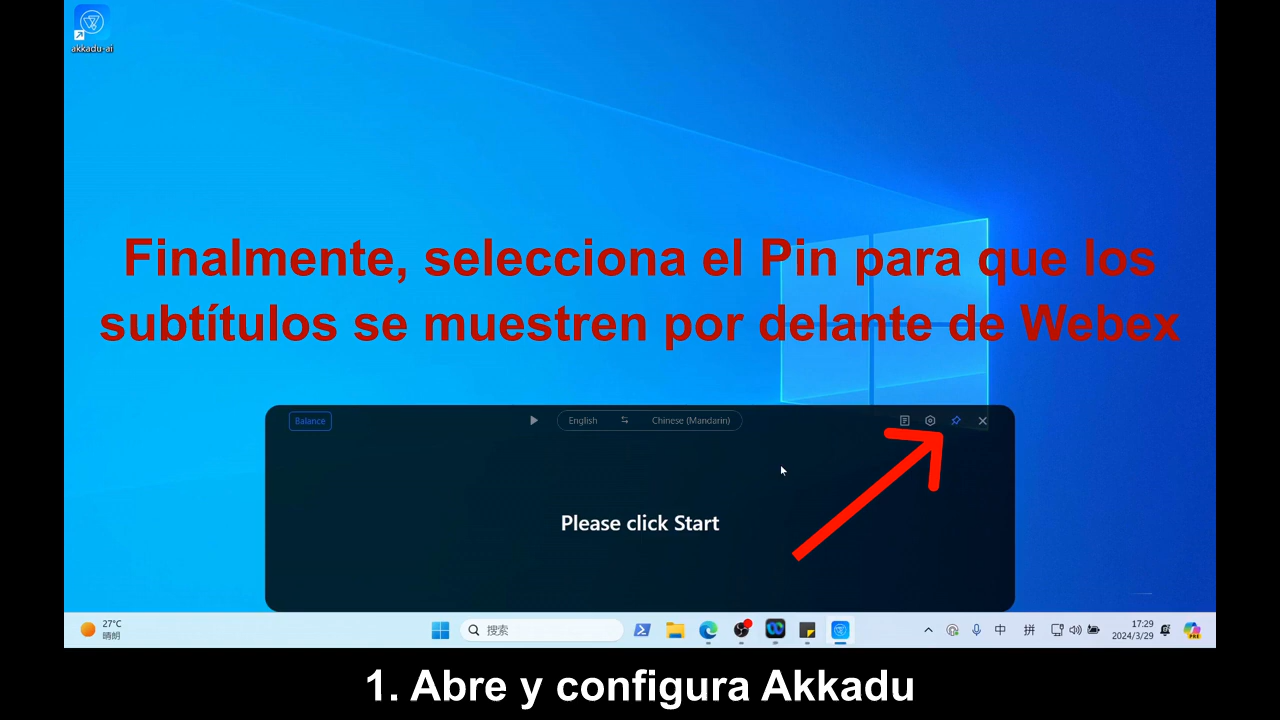 akkadu-ai
Finalmente, selecciona el Pin para que los
subtítulos se muestren por delante de Webex
Balance
English
Chinese (Mandarin)
Please click Start
27°C
晴朗
搜索
中
拼
17:29
2024/3/29
PRE
1. Abre y configura Akkadu